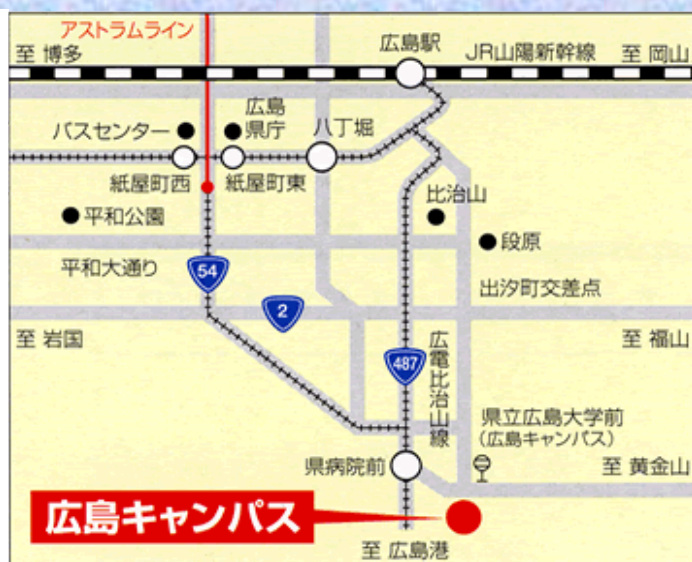 アストラムライン
至 博多
広島駅
JR山陽新幹線
至 岡山
バスセンター
広島
県庁
八丁堀
紙屋町西
紙屋町東
比治山
平和公園
段原
平和大通り
54
出汐町交差点
2
至 岩国
487
広電比治山線
至 福山
県立広島大学前
(広島キャンパス)
県病院前
至 黄金山
広島キャンパス
至 広島港